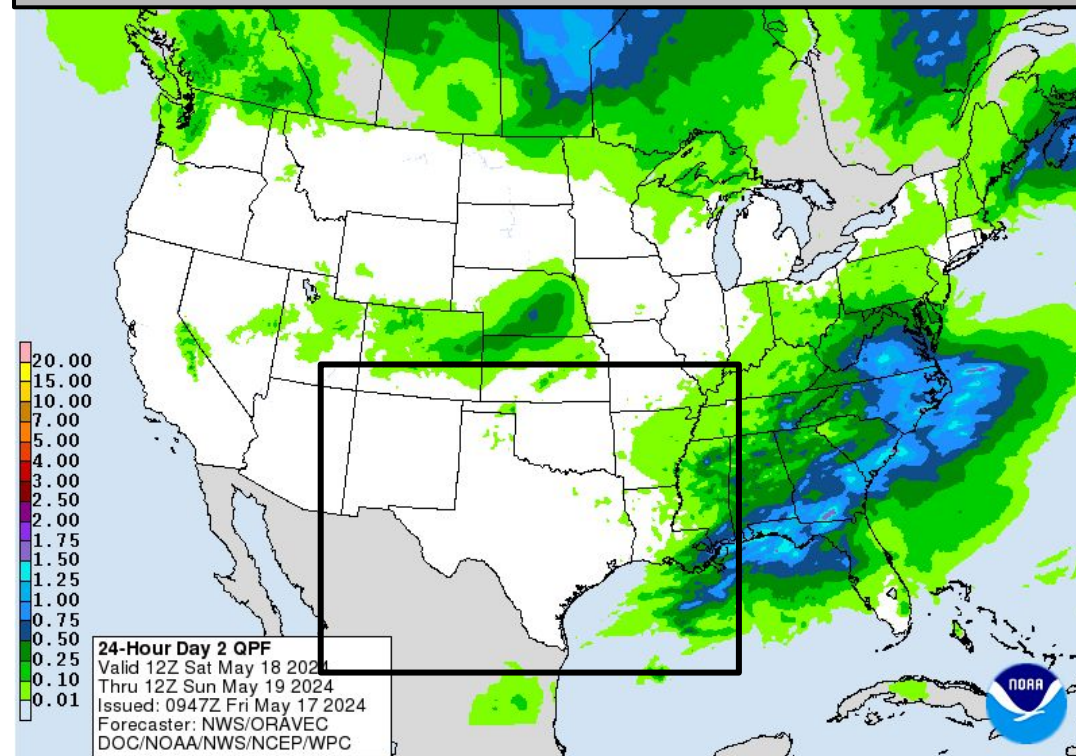 20.00
15.00
10.00
7.00
5.00
4.00
3.00
2.50
2.00
1.75
1.50
1.25
1.00
0.75
0.50
0.25
0.10
0.01
24-Hour Day 2 QPF
Valid 12Z Sat May 18 2024
Thru 12Z Sun May 19 2024
Issued: 0947Z Fri May 17 2024
Forecaster: NWS/ORAVEC
DOC/NOAA/NWS/NCEP/WPC
NOAA